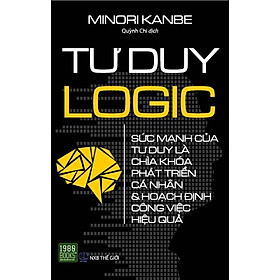 MINORI KANBE
Quỳnh Chi dịch
TƯ DUY
LOGIC
SỨC MẠNH CỦA
TƯ DUY LÀ
CHÌA KHÓA
PHÁT TRIỂN
CÁ NHÂN
& HOẠCH ĐỊNH
CÔNG VIỆC
HIỆU QUẢ
1980
BOOKS
NXB THẾ GIỚI